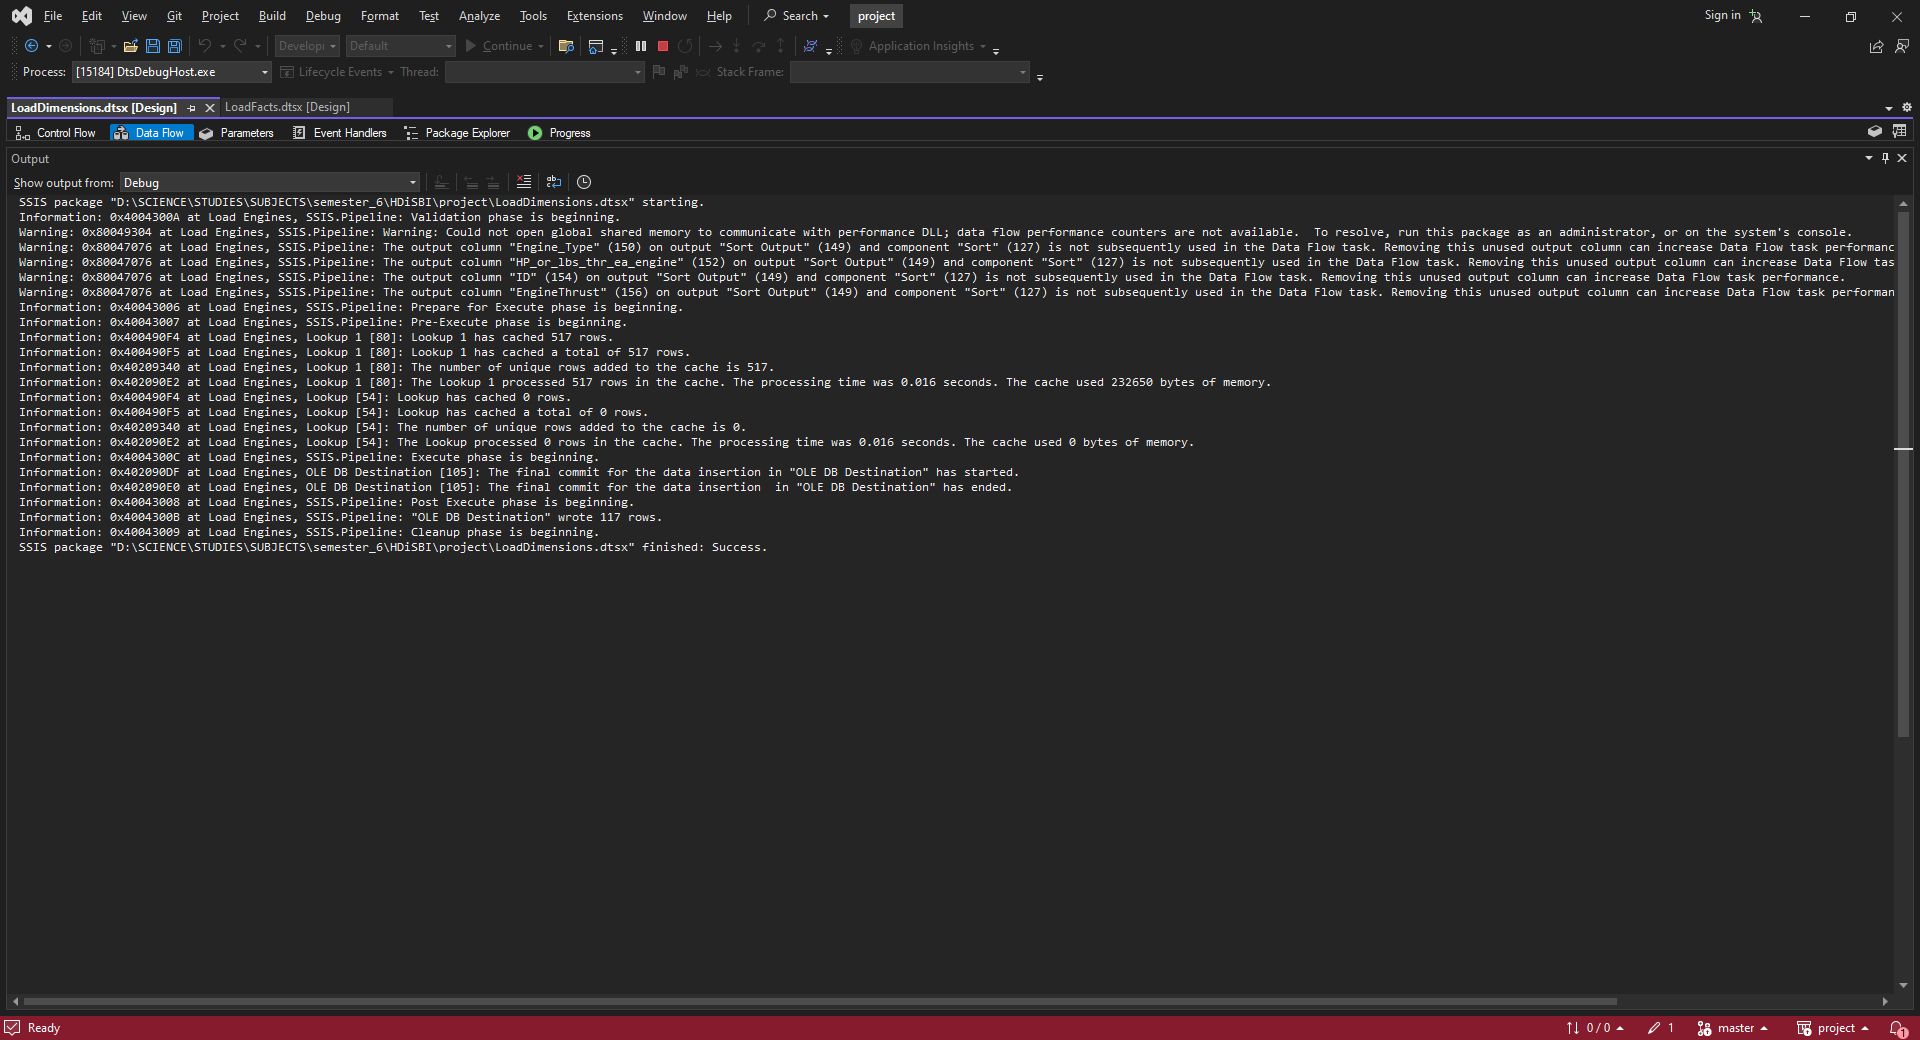 File Edit View Git Project Build Debug Format Test Analyze Tools Extensions Window Help Search project Sign in
Default Continue Application Insights
Process: [15184] DtsDebugHost.exe Lifecycle Events Thread: Stack Frame:
LoadDimensions.dtsx [Design] LoadFacts.dtsx [Design]
Control Flow Data Flow Parameters Event Handlers Package Explorer Progress
Output
Show output from: Debug
SSIS package "D:\SCIENCE\STUDIES\SUBJECTS\semester_6\HDiSBI\project\LoadDimensions.dtsx" starting.
Information: 0x4004300A at Load Engines, SSIS.Pipeline: Validation phase is beginning.
Warning: 0x80049304 at Load Engines, SSIS.Pipeline: Warning: Could not open global shared memory to communicate with performance DLL; data flow performance counters are not available.  To resolve, run this package as an administrator, or on the system's console.
Warning: 0x80047076 at Load Engines, SSIS.Pipeline: The output column "Engine_Type" (150) on output "Sort Output" (149) and component "Sort" (127) is not subsequently used in the Data Flow task. Removing this unused output column can increase Data Flow task performanc
Warning: 0x80047076 at Load Engines, SSIS.Pipeline: The output column "HP_or_lbs_thr_ea_engine" (152) on output "Sort Output" (149) and component "Sort" (127) is not subsequently used in the Data Flow task. Removing this unused output column can increase Data Flow tas
Warning: 0x80047076 at Load Engines, SSIS.Pipeline: The output column "ID" (154) on output "Sort Output" (149) and component "Sort" (127) is not subsequently used in the Data Flow task. Removing this unused output column can increase Data Flow task performance.
Warning: 0x80047076 at Load Engines, SSIS.Pipeline: The output column "EngineThrust" (156) on output "Sort Output" (149) and component "Sort" (127) is not subsequently used in the Data Flow task. Removing this unused output column can increase Data Flow task performan
Information: 0x40043006 at Load Engines, SSIS.Pipeline: Prepare for Execute phase is beginning.
Information: 0x40043007 at Load Engines, SSIS.Pipeline: Pre-Execute phase is beginning.
Information: 0x400490F4 at Load Engines, Lookup 1 [80]: Lookup 1 has cached 517 rows.
Information: 0x400490F5 at Load Engines, Lookup 1 [80]: Lookup 1 has cached a total of 517 rows.
Information: 0x40209340 at Load Engines, Lookup 1 [80]: The number of unique rows added to the cache is 517.
Information: 0x402090E2 at Load Engines, Lookup 1 [80]: The Lookup 1 processed 517 rows in the cache. The processing time was 0.016 seconds. The cache used 232650 bytes of memory.
Information: 0x400490F4 at Load Engines, Lookup [54]: Lookup has cached 0 rows.
Information: 0x400490F5 at Load Engines, Lookup [54]: Lookup has cached a total of 0 rows.
Information: 0x40209340 at Load Engines, Lookup [54]: The number of unique rows added to the cache is 0.
Information: 0x402090E2 at Load Engines, Lookup [54]: The Lookup processed 0 rows in the cache. The processing time was 0.016 seconds. The cache used 0 bytes of memory.
Information: 0x4004300C at Load Engines, SSIS.Pipeline: Execute phase is beginning.
Information: 0x402090DF at Load Engines, OLE DB Destination [105]: The final commit for the data insertion in "OLE DB Destination" has started.
Information: 0x402090E0 at Load Engines, OLE DB Destination [105]: The final commit for the data insertion  in "OLE DB Destination" has ended.
Information: 0x40043008 at Load Engines, SSIS.Pipeline: Post Execute phase is beginning.
Information: 0x4004300B at Load Engines, SSIS.Pipeline: "OLE DB Destination" wrote 117 rows.
Information: 0x40043009 at Load Engines, SSIS.Pipeline: Cleanup phase is beginning.
SSIS package "D:\SCIENCE\STUDIES\SUBJECTS\semester_6\HDiSBI\project\LoadDimensions.dtsx" finished: Success.
Ready 0 / 0 1 master project 1